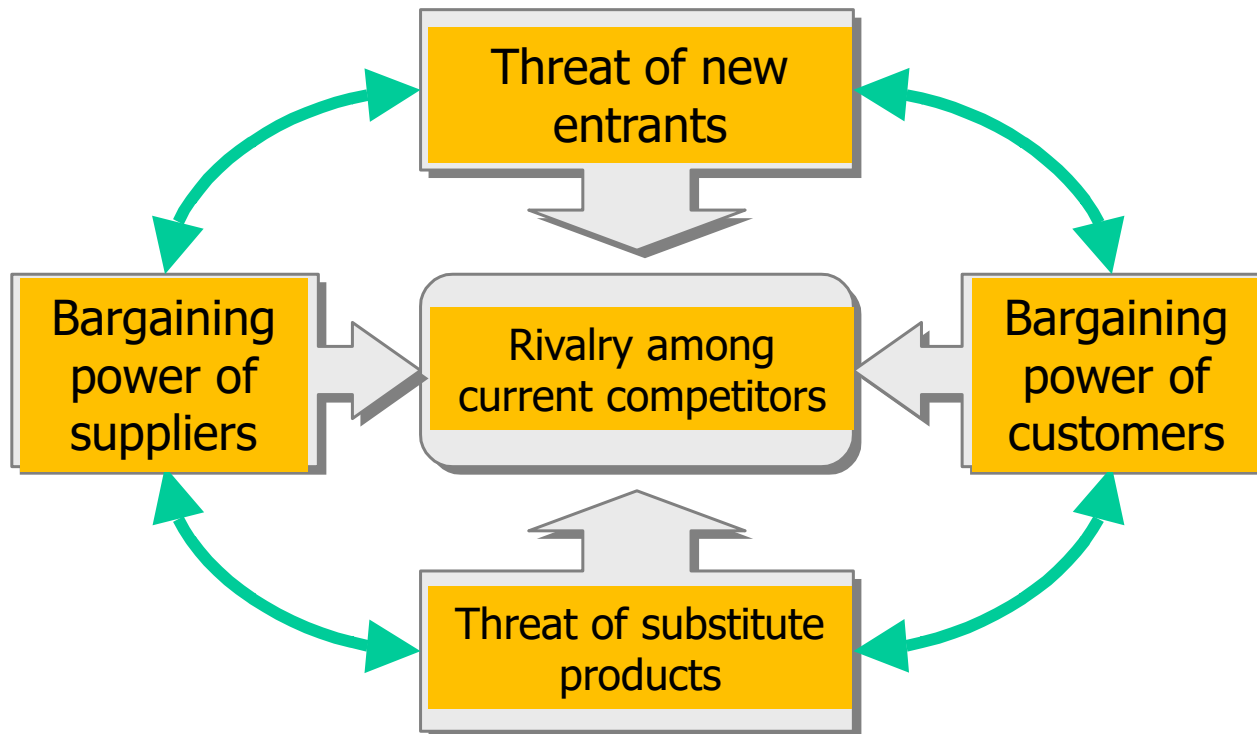 Threat of new
entrants
Bargaining
power of
suppliers
Rivalry among
current competitors
Bargaining
power of
customers
Threat of substitute
products